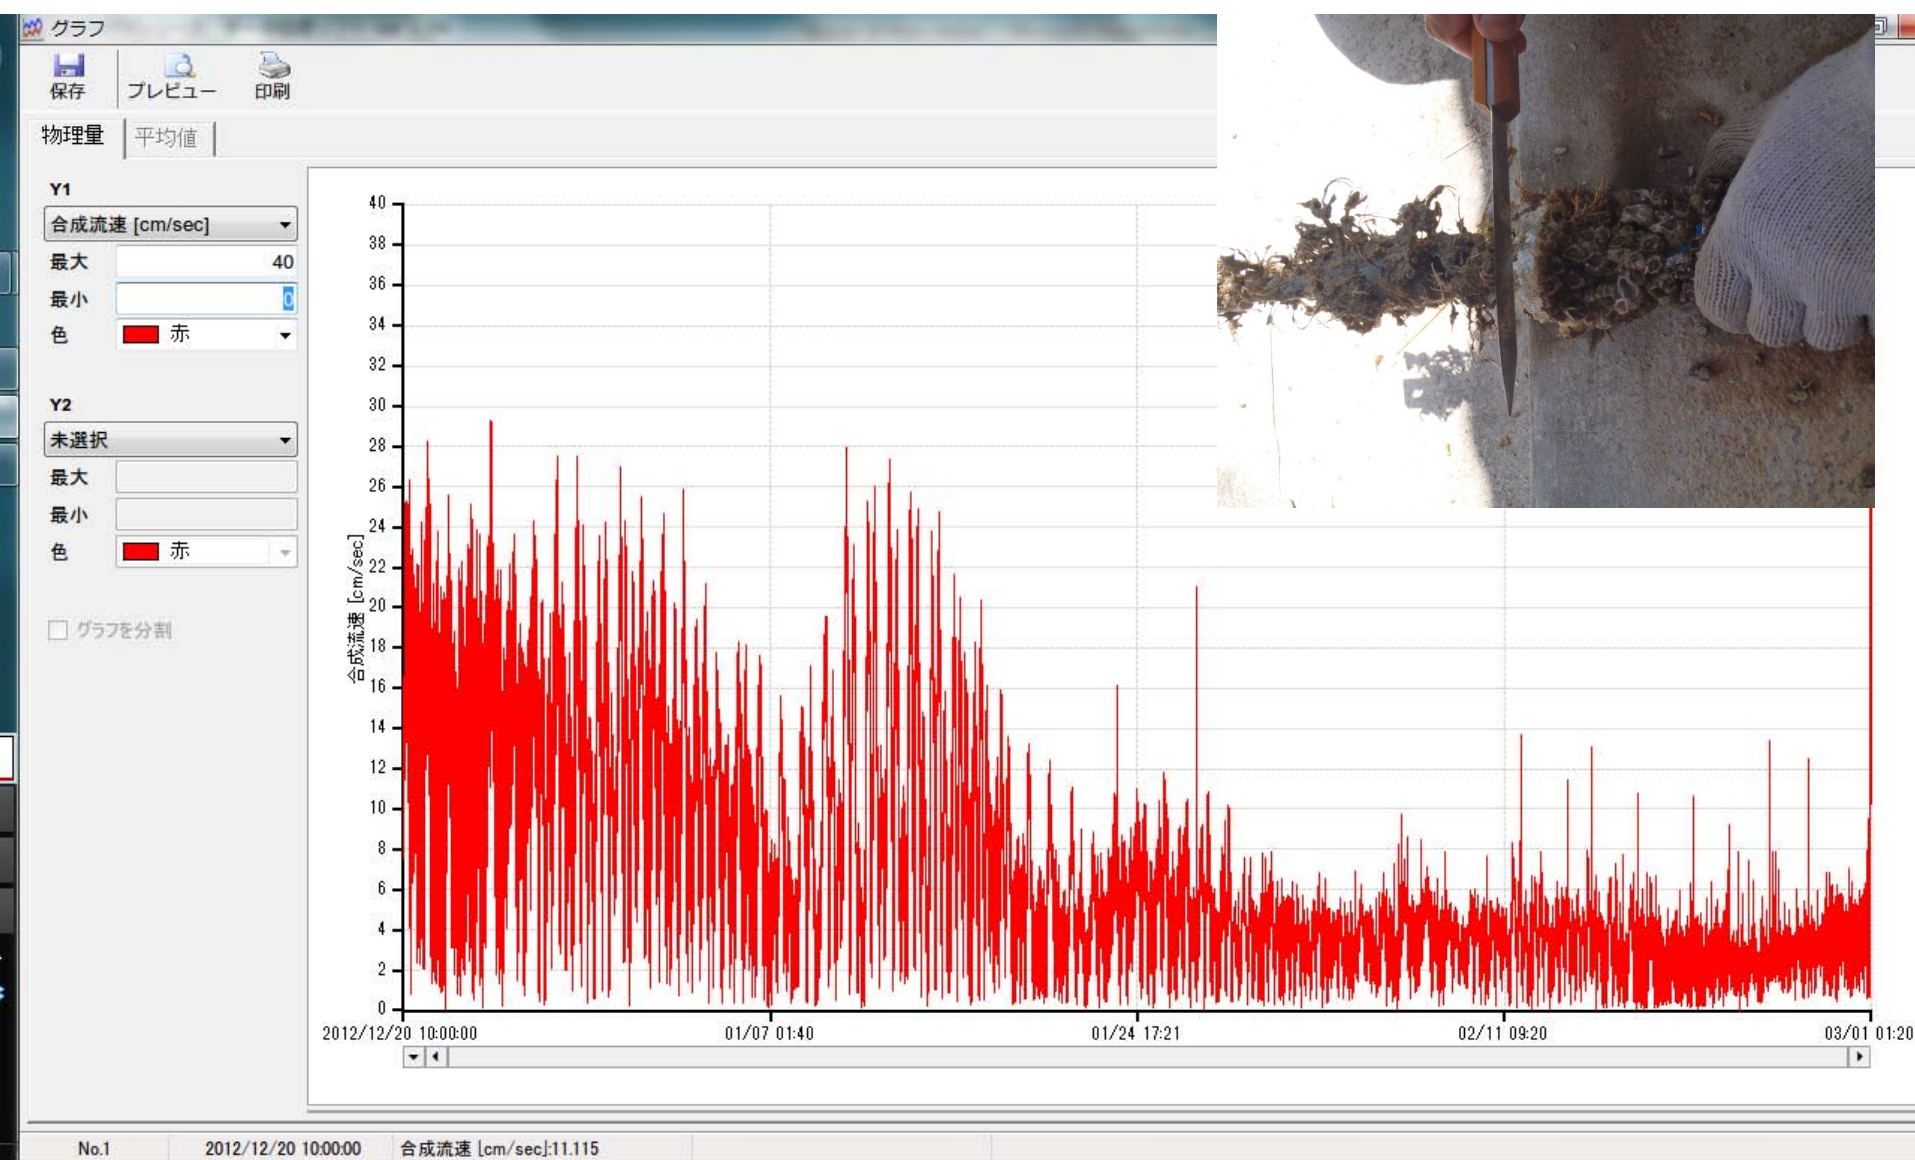 グラフ
保存 プレビュー 印刷
物理量 平均値
Y1
合成流速 [cm/sec]
最大 40
最小 0
色 赤
Y2
未選択
最大
最小
色 赤
グラフを分割
合成流速 [cm/sec]
40
38
36
34
32
30
28
26
24
22
20
18
16
14
12
10
8
6
4
2
0
2012/12/20 10:00:00 01/07 01:40 01/24 17:21 02/11 09:20 03/01 01:20
No.1 2012/12/20 10:00:00 合成流速 [cm/sec]:11.115